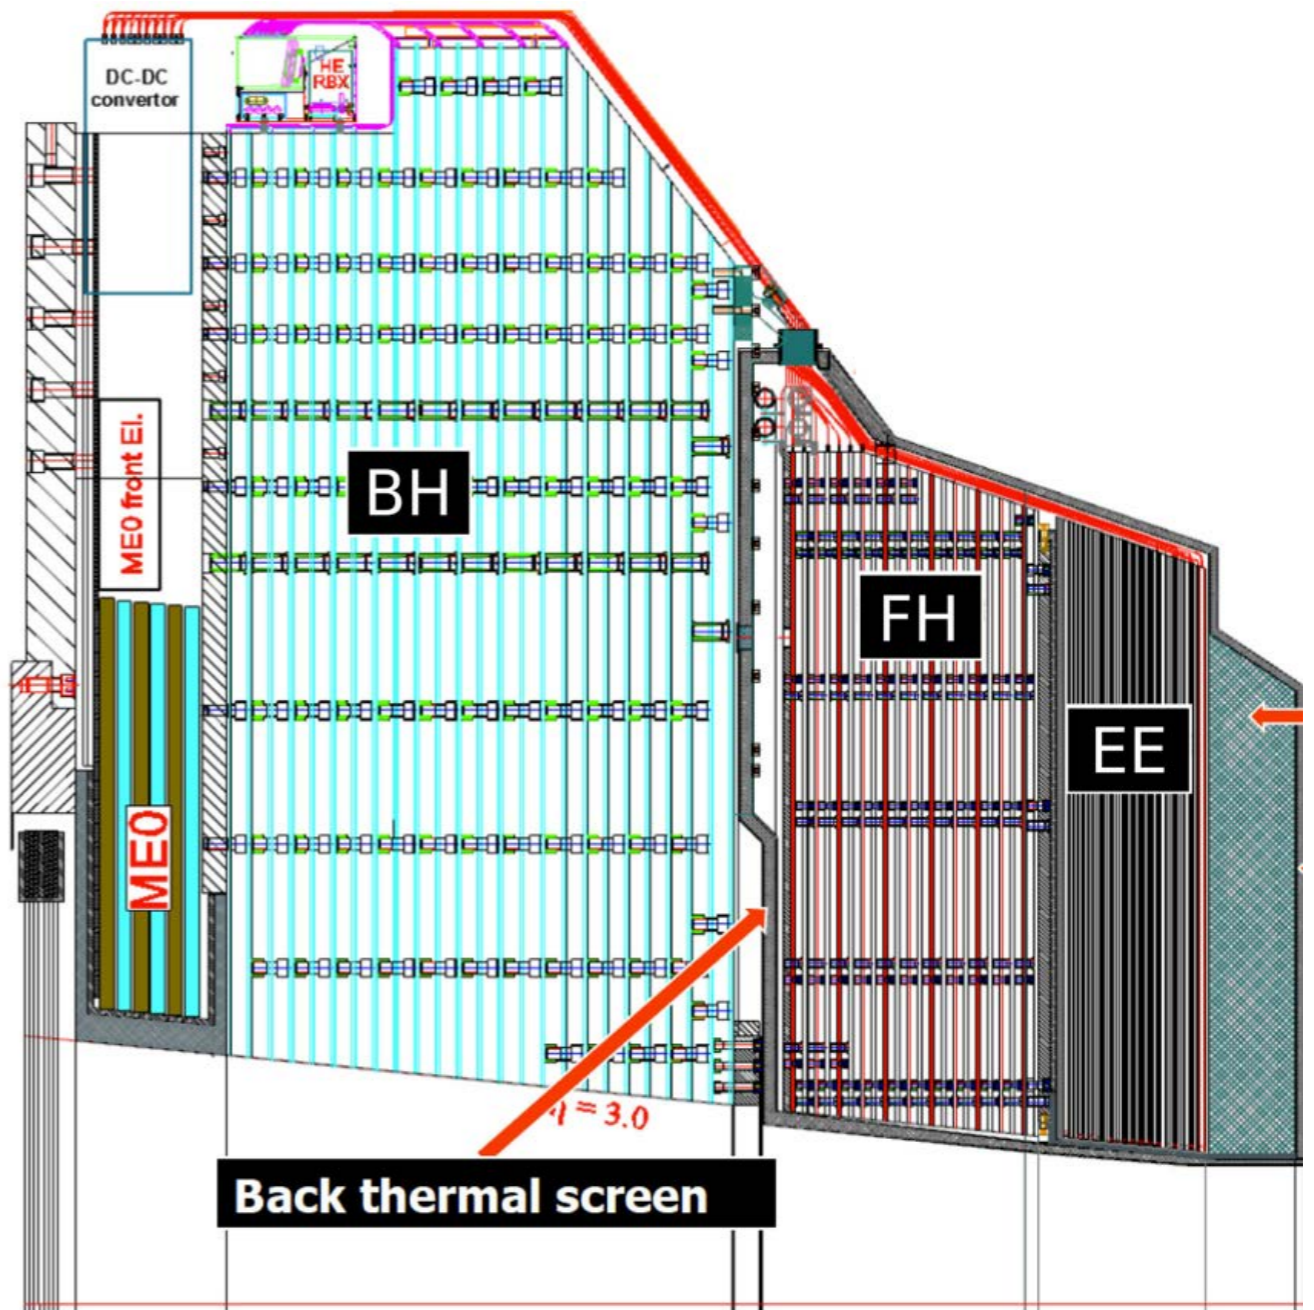 DC-DC
convertor
HE
RBX
ME0 front El.
BH
FH
EE
ME0
η = 3.0
Back thermal screen